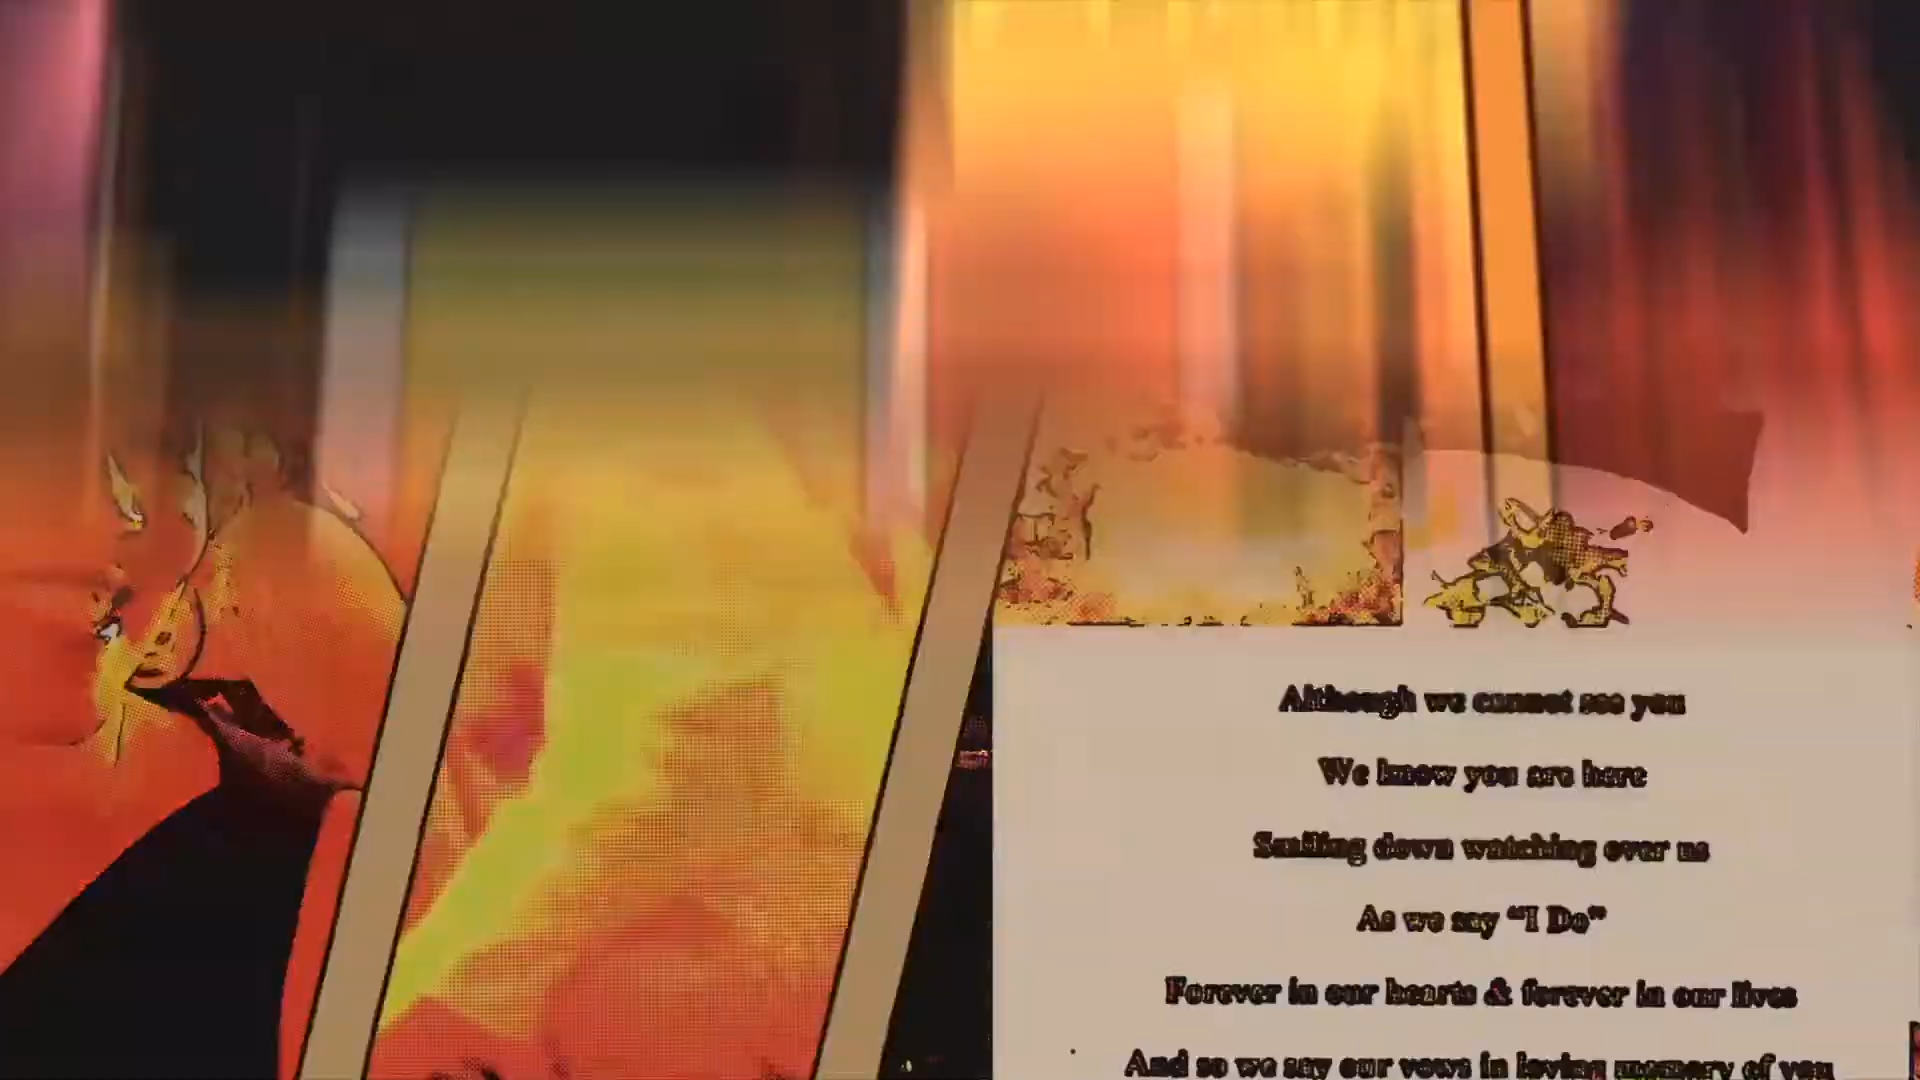 Although we cannot see you
We know you are here
Smiling down watching over us
As we say “I Do”
Forever in our hearts & forever in our lives
And so we say our vows in loving memory of you